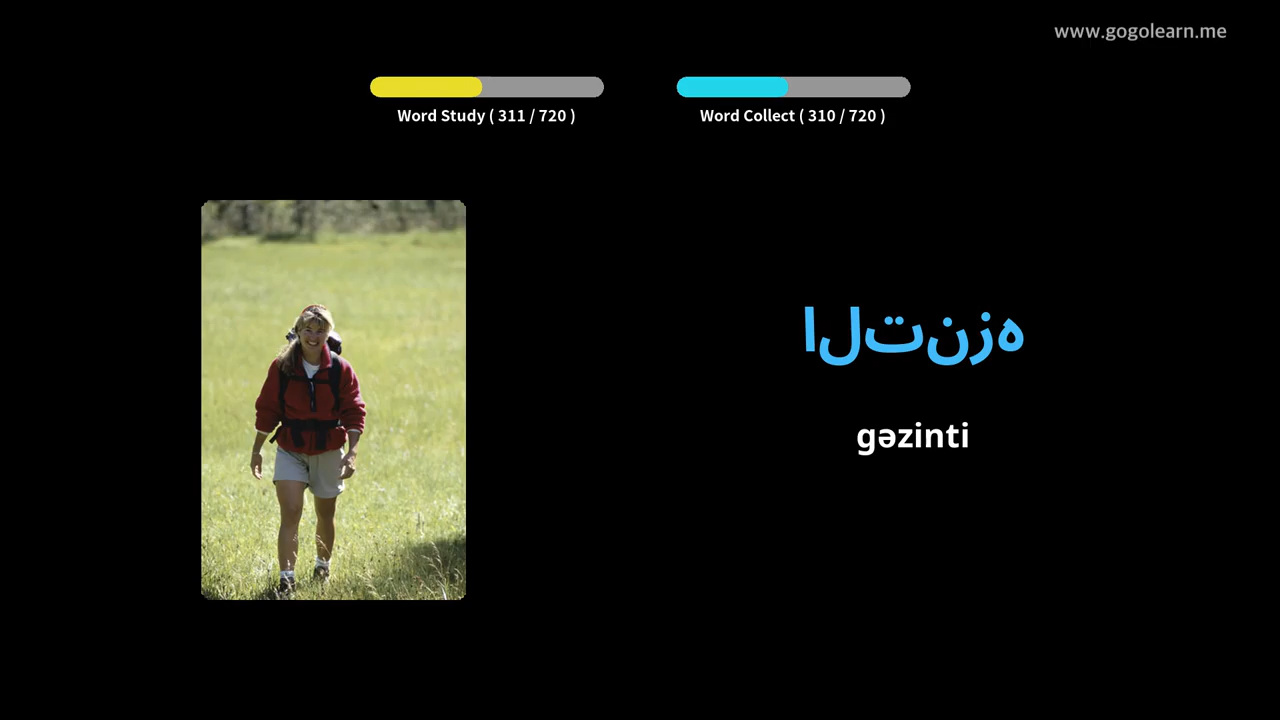 www.gogolearn.me
Word Study ( 311 / 720 )
Word Collect ( 310 / 720 )
التنزه
gəzinti